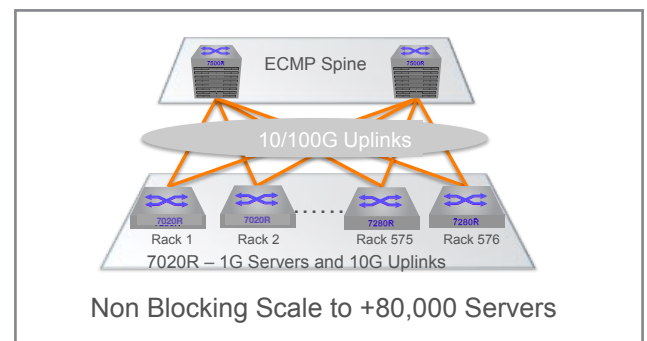 7500R 7500R
ECMP Spine
10/100G Uplinks
7020R 7020R ...... 7280R 7280R
Rack 1 Rack 2 Rack 575 Rack 576
7020R – 1G Servers and 10G Uplinks
Non Blocking Scale to +80,000 Servers